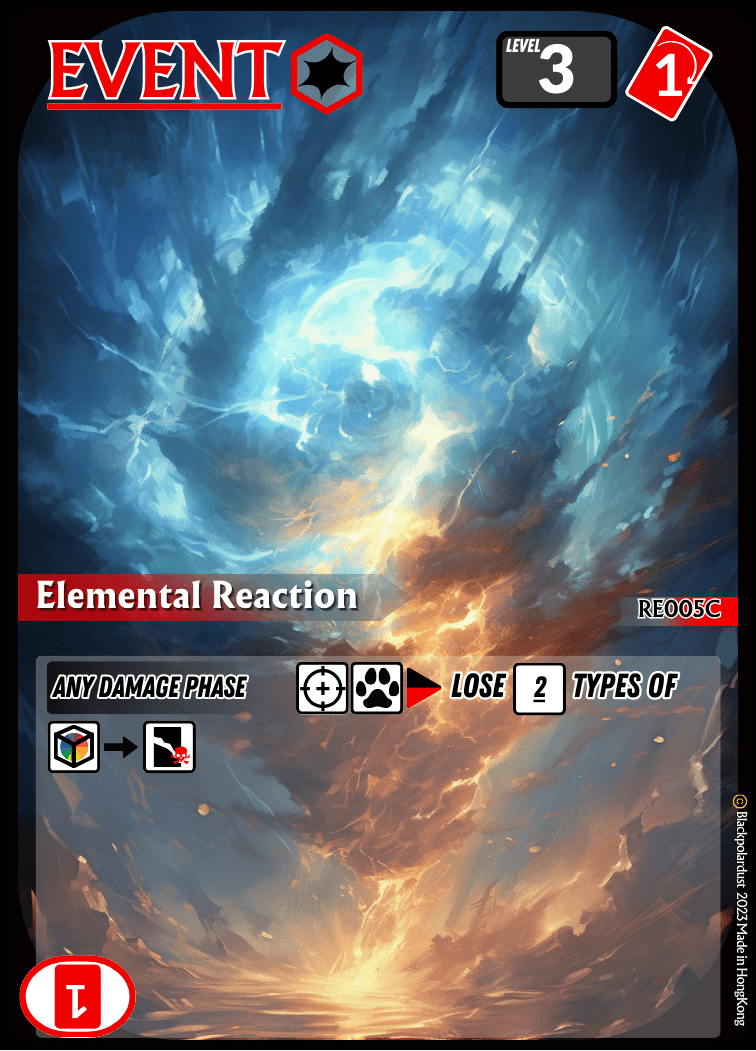 EVENT
LEVEL 3
1
Elemental Reaction
RE005C
ANY DAMAGE PHASE LOSE 2 TYPES OF
© Blackpolardust 2023 Made in HongKong
1